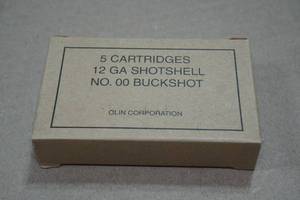 5 CARTRIDGES
12 GA SHOTSHELL
NO. 00 BUCKSHOT
OLIN CORPORATION